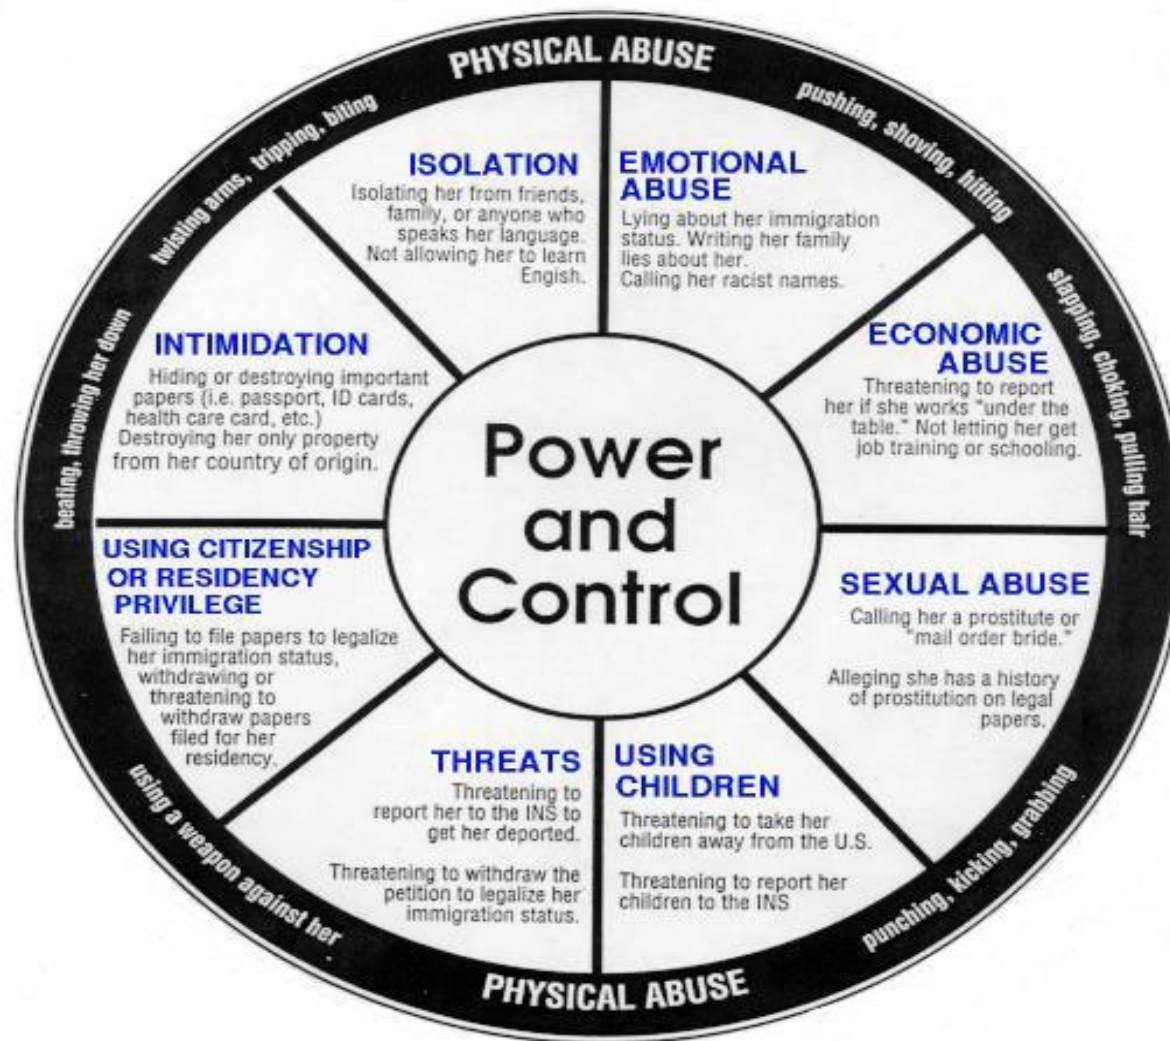 PHYSICAL ABUSE
pushing, shoving, hitting
slapping, choking, pulling hair
punching, kicking, grabbing
PHYSICAL ABUSE
using a weapon against her
beating, throwing her down
twisting arms, tripping, biting
Power
and
Control
ISOLATION
Isolating her from friends,
family, or anyone who
speaks her language.
Not allowing her to learn
Engish.
EMOTIONAL
ABUSE
Lying about her immigration
status. Writing her family
lies about her.
Calling her racist names.
ECONOMIC
ABUSE
Threatening to report
her if she works "under the
table." Not letting her get
job training or schooling.
SEXUAL ABUSE
Calling her a prostitute or
"mail order bride."
Alleging she has a history
of prostitution on legal
papers.
USING
CHILDREN
Threatening to take her
children away from the U.S.
Threatening to report her
children to the INS
THREATS
Threatening to
report her to the INS to
get her deported.
Threatening to withdraw the
petition to legalize her
immigration status.
USING CITIZENSHIP
OR RESIDENCY
PRIVILEGE
Failing to file papers to legalize
her immigration status,
withdrawing or
threatening to
withdraw papers
filed for her
residency.
INTIMIDATION
Hiding or destroying important
papers (i.e. passport, ID cards,
health care card, etc.)
Destroying her only property
from her country of origin.